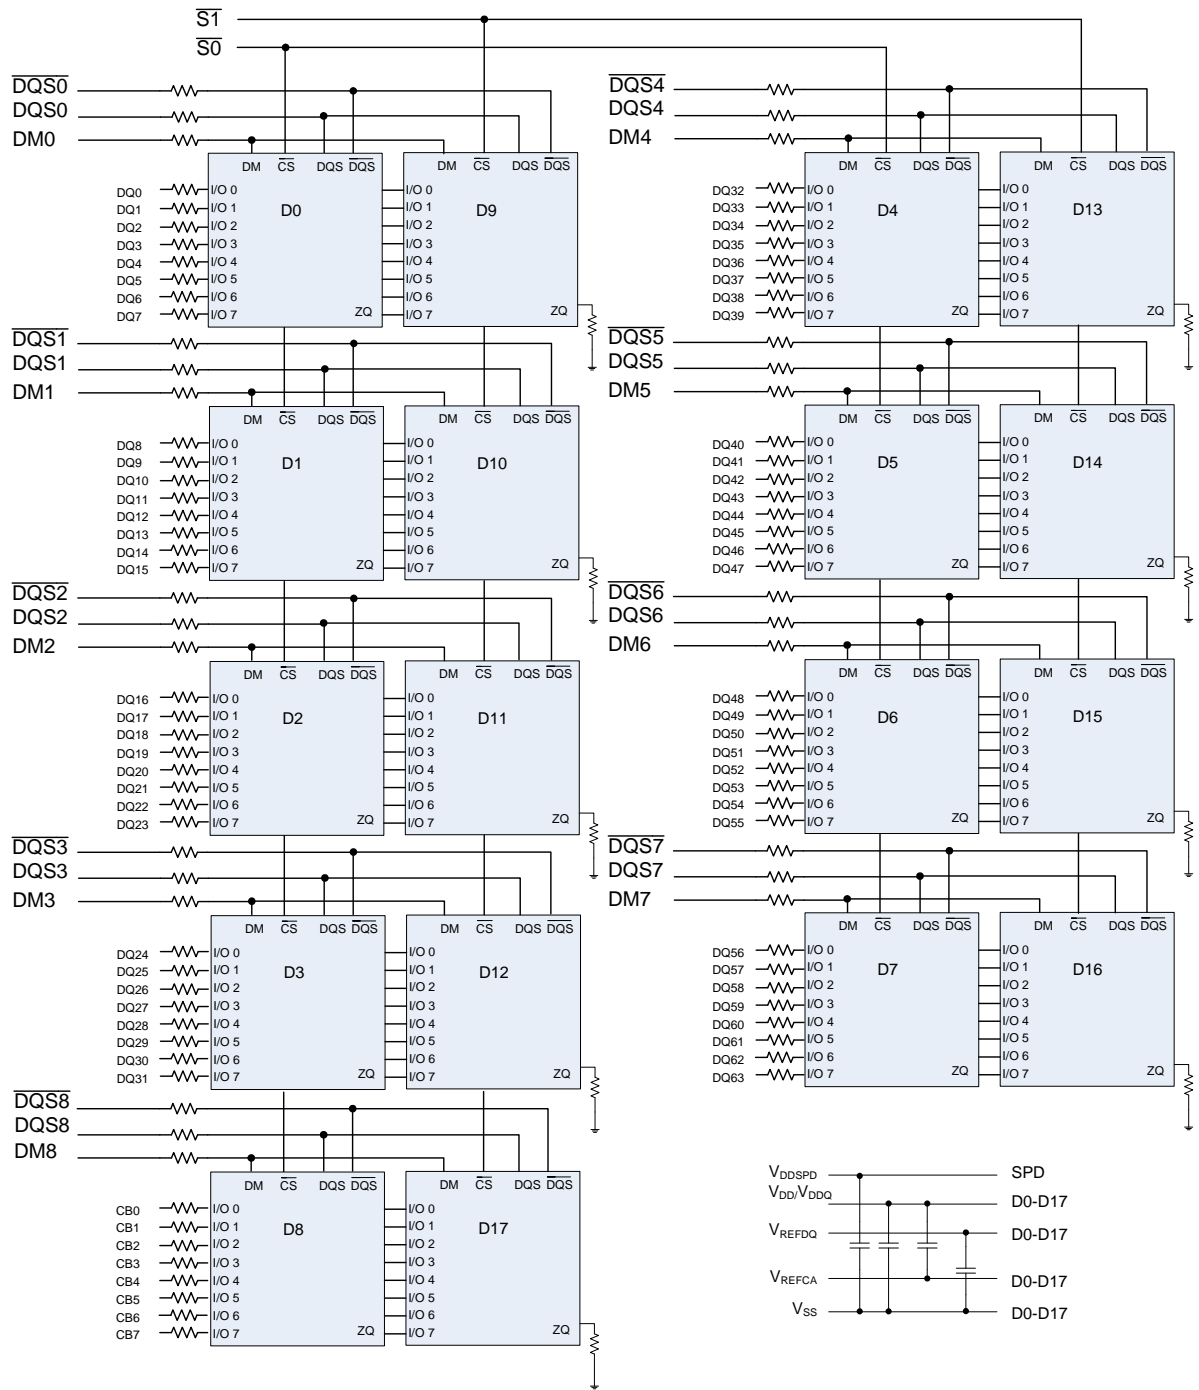 S1
S0
DQS0
DQS0
DM0
DM CS DQS DQS DM CS DQS DQS
D0 D9
DQ0 I/O 0 I/O 0
DQ1 I/O 1 I/O 1
DQ2 I/O 2 I/O 2
DQ3 I/O 3 I/O 3
DQ4 I/O 4 I/O 4
DQ5 I/O 5 I/O 5
DQ6 I/O 6 I/O 6
DQ7 I/O 7 ZQ I/O 7 ZQ
DQS1
DQS1
DM1
DM CS DQS DQS DM CS DQS DQS
D1 D10
DQ8 I/O 0 I/O 0
DQ9 I/O 1 I/O 1
DQ10 I/O 2 I/O 2
DQ11 I/O 3 I/O 3
DQ12 I/O 4 I/O 4
DQ13 I/O 5 I/O 5
DQ14 I/O 6 I/O 6
DQ15 I/O 7 ZQ I/O 7 ZQ
DQS2
DQS2
DM2
DM CS DQS DQS DM CS DQS DQS
D2 D11
DQ16 I/O 0 I/O 0
DQ17 I/O 1 I/O 1
DQ18 I/O 2 I/O 2
DQ19 I/O 3 I/O 3
DQ20 I/O 4 I/O 4
DQ21 I/O 5 I/O 5
DQ22 I/O 6 I/O 6
DQ23 I/O 7 ZQ I/O 7 ZQ
DQS3
DQS3
DM3
DM CS DQS DQS DM CS DQS DQS
D3 D12
DQ24 I/O 0 I/O 0
DQ25 I/O 1 I/O 1
DQ26 I/O 2 I/O 2
DQ27 I/O 3 I/O 3
DQ28 I/O 4 I/O 4
DQ29 I/O 5 I/O 5
DQ30 I/O 6 I/O 6
DQ31 I/O 7 ZQ I/O 7 ZQ
DQS8
DQS8
DM8
DM CS DQS DQS DM CS DQS DQS
D8 D17
CB0 I/O 0 I/O 0
CB1 I/O 1 I/O 1
CB2 I/O 2 I/O 2
CB3 I/O 3 I/O 3
CB4 I/O 4 I/O 4
CB5 I/O 5 I/O 5
CB6 I/O 6 I/O 6
CB7 I/O 7 ZQ I/O 7 ZQ
DQS4
DQS4
DM4
DM CS DQS DQS DM CS DQS DQS
D4 D13
DQ32 I/O 0 I/O 0
DQ33 I/O 1 I/O 1
DQ34 I/O 2 I/O 2
DQ35 I/O 3 I/O 3
DQ36 I/O 4 I/O 4
DQ37 I/O 5 I/O 5
DQ38 I/O 6 I/O 6
DQ39 I/O 7 ZQ I/O 7 ZQ
DQS5
DQS5
DM5
DM CS DQS DQS DM CS DQS DQS
D5 D14
DQ40 I/O 0 I/O 0
DQ41 I/O 1 I/O 1
DQ42 I/O 2 I/O 2
DQ43 I/O 3 I/O 3
DQ44 I/O 4 I/O 4
DQ45 I/O 5 I/O 5
DQ46 I/O 6 I/O 6
DQ47 I/O 7 ZQ I/O 7 ZQ
DQS6
DQS6
DM6
DM CS DQS DQS DM CS DQS DQS
D6 D15
DQ48 I/O 0 I/O 0
DQ49 I/O 1 I/O 1
DQ50 I/O 2 I/O 2
DQ51 I/O 3 I/O 3
DQ52 I/O 4 I/O 4
DQ53 I/O 5 I/O 5
DQ54 I/O 6 I/O 6
DQ55 I/O 7 ZQ I/O 7 ZQ
DQS7
DQS7
DM7
DM CS DQS DQS DM CS DQS DQS
D7 D16
DQ56 I/O 0 I/O 0
DQ57 I/O 1 I/O 1
DQ58 I/O 2 I/O 2
DQ59 I/O 3 I/O 3
DQ60 I/O 4 I/O 4
DQ61 I/O 5 I/O 5
DQ62 I/O 6 I/O 6
DQ63 I/O 7 ZQ I/O 7 ZQ
VDDSPD SPD
VDD/VDDQ D0-D17
VREFDQ D0-D17
VREFCA D0-D17
VSS D0-D17